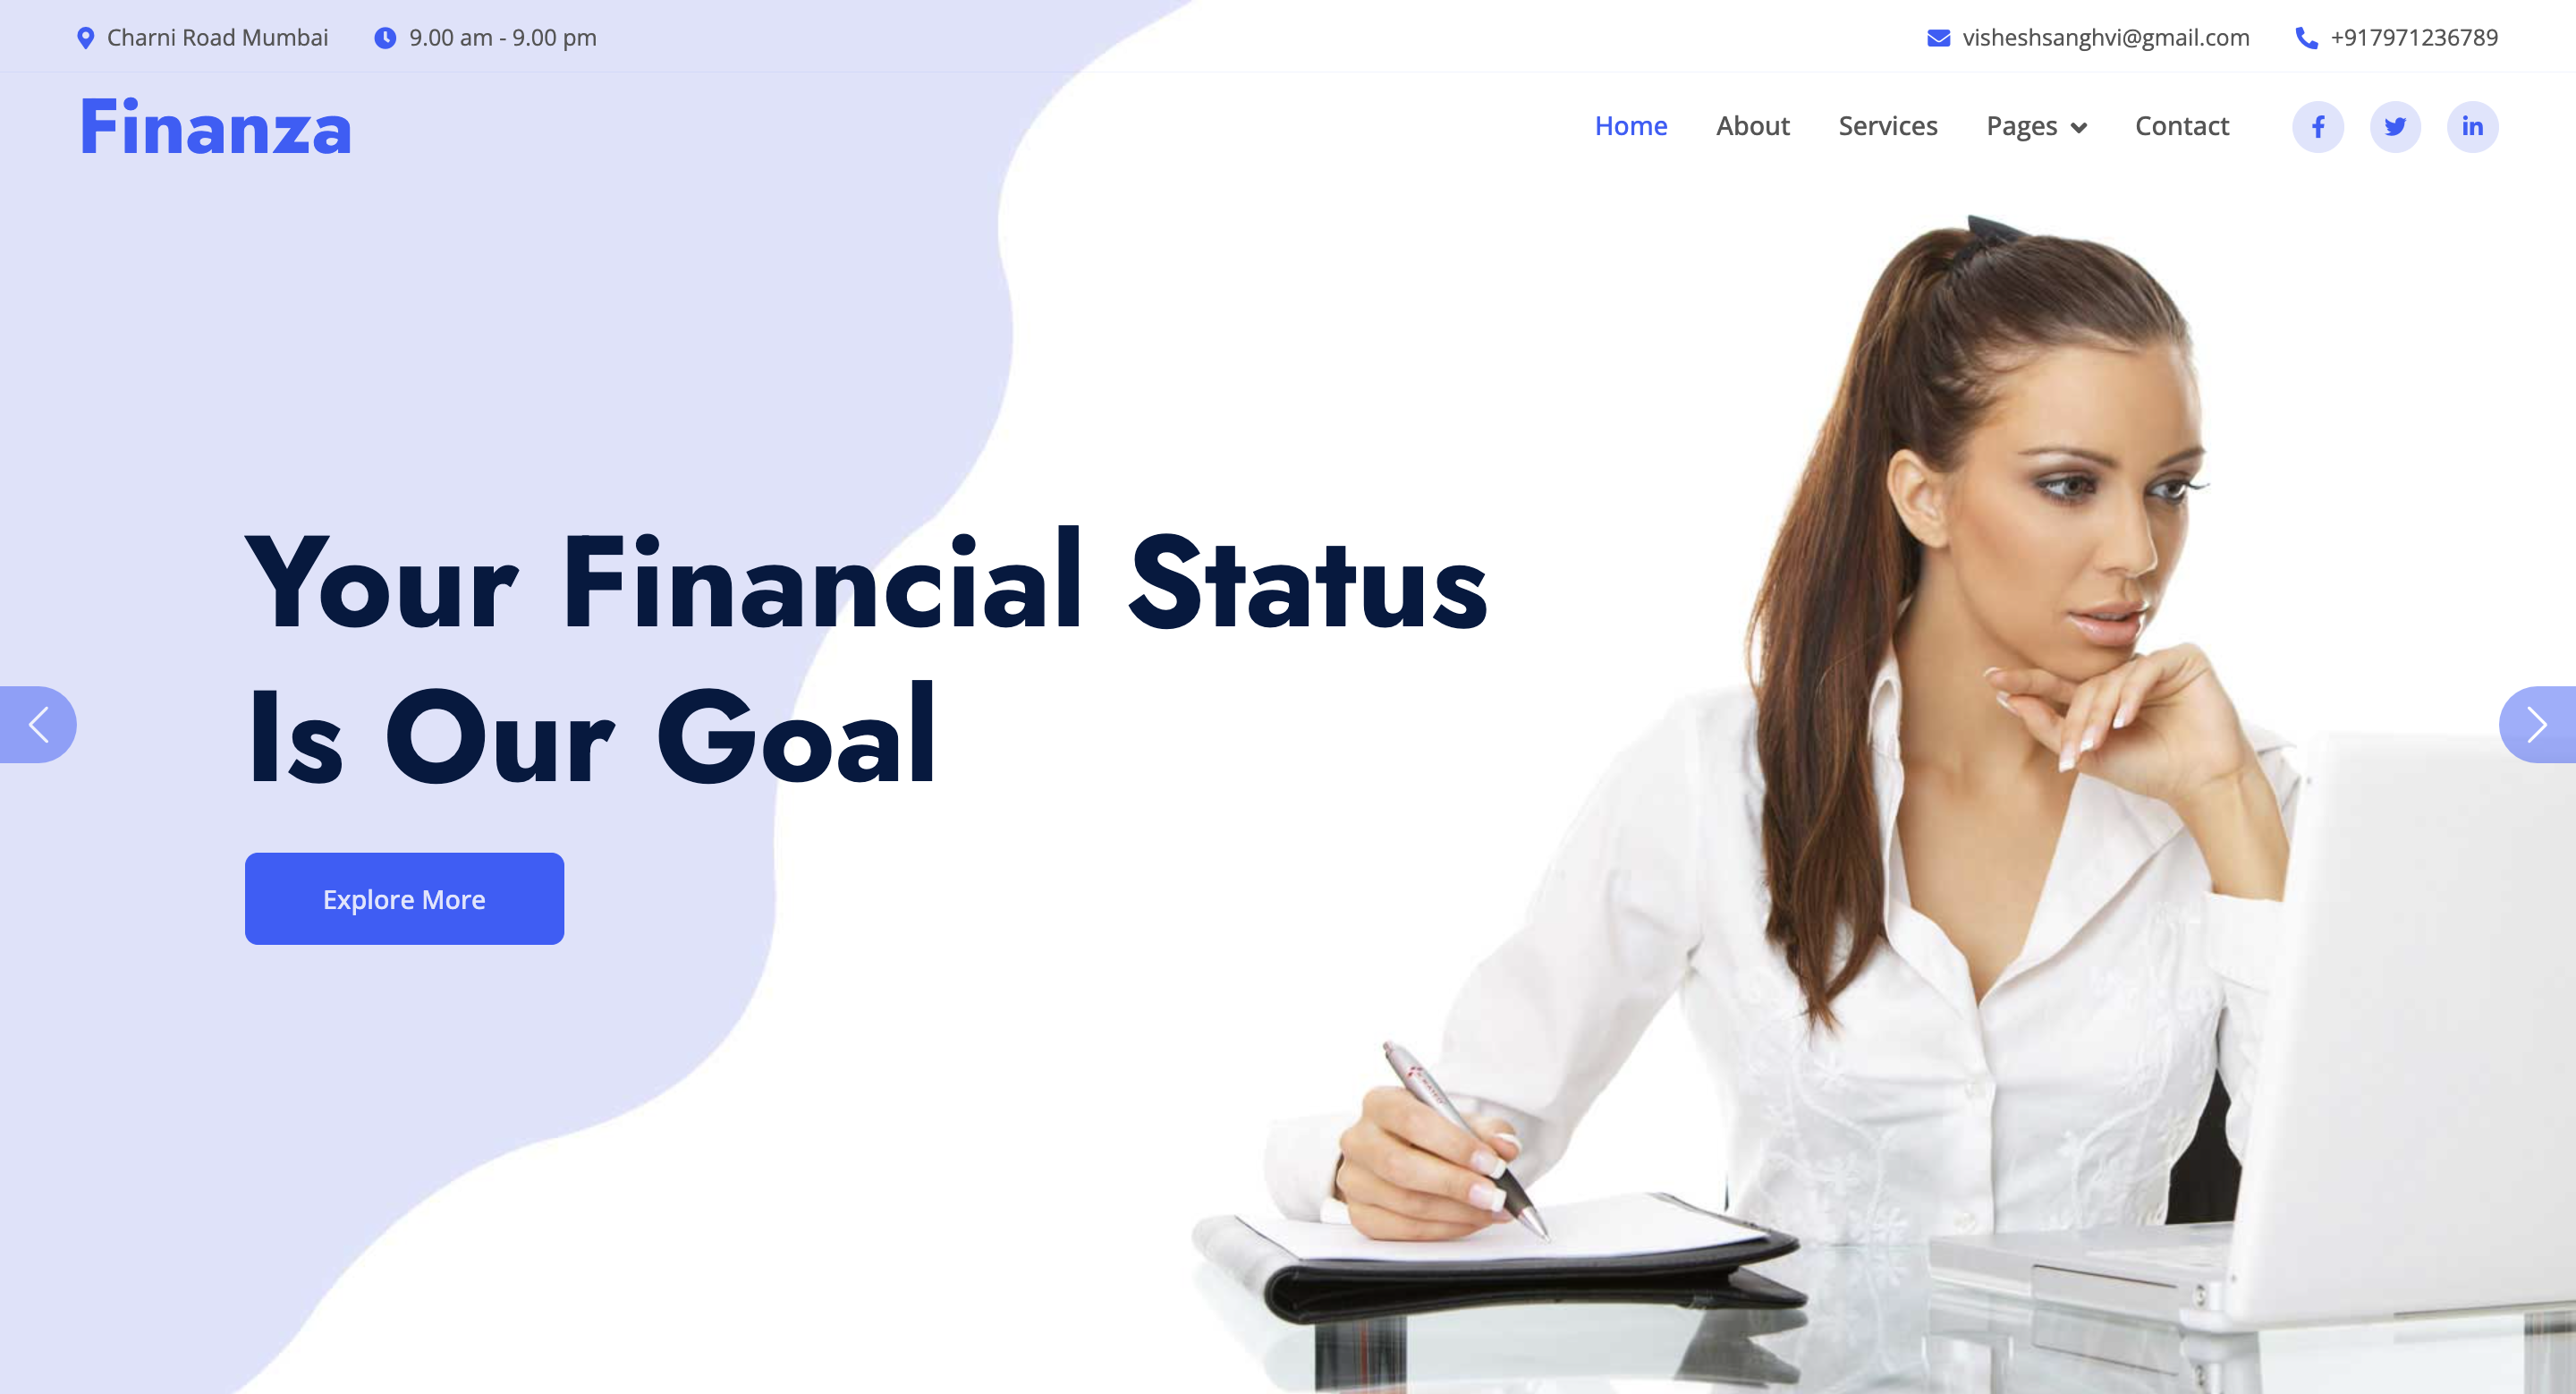 Charni Road Mumbai 9.00 am - 9.00 pm visheshsanghvi@gmail.com +917971236789
Finanza Home About Services Pages Contact
Your Financial Status
Is Our Goal
Explore More